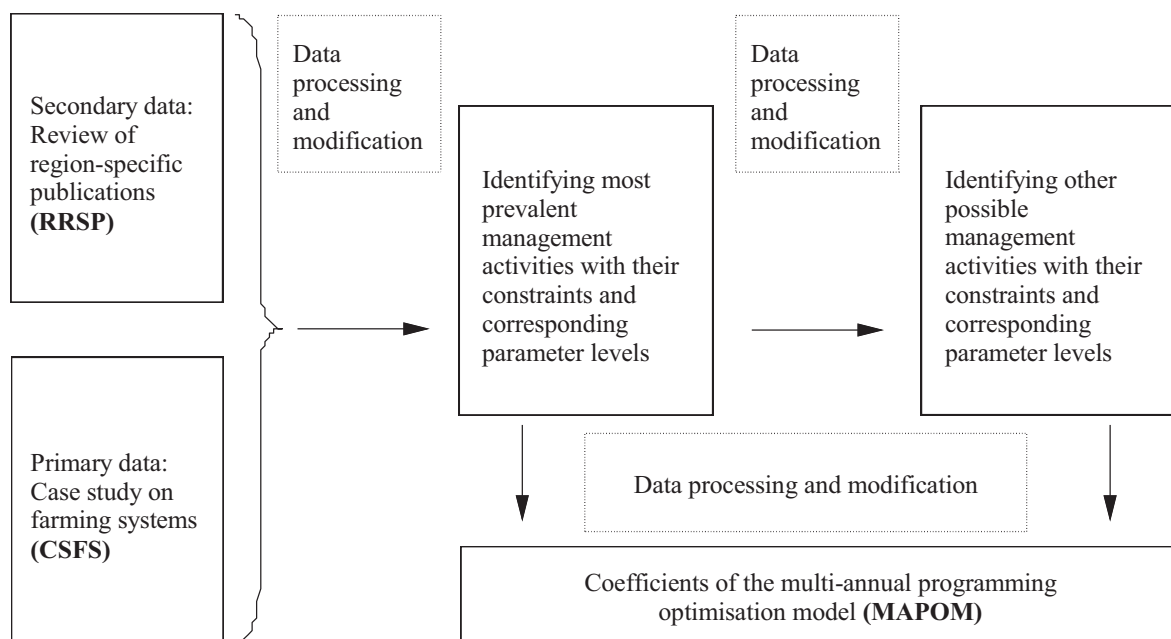 Secondary data:
Review of
region-specific
publications
(RRSP)
Primary data:
Case study on
farming systems
(CSFS)
Data
processing
and
modification
Identifying most
prevalent
management
activities with their
constraints and
corresponding
parameter levels
Data
processing
and
modification
Identifying other
possible
management
activities with their
constraints and
corresponding
parameter levels
Data processing and modification
Coefficients of the multi-annual programming
optimisation model (MAPOM)